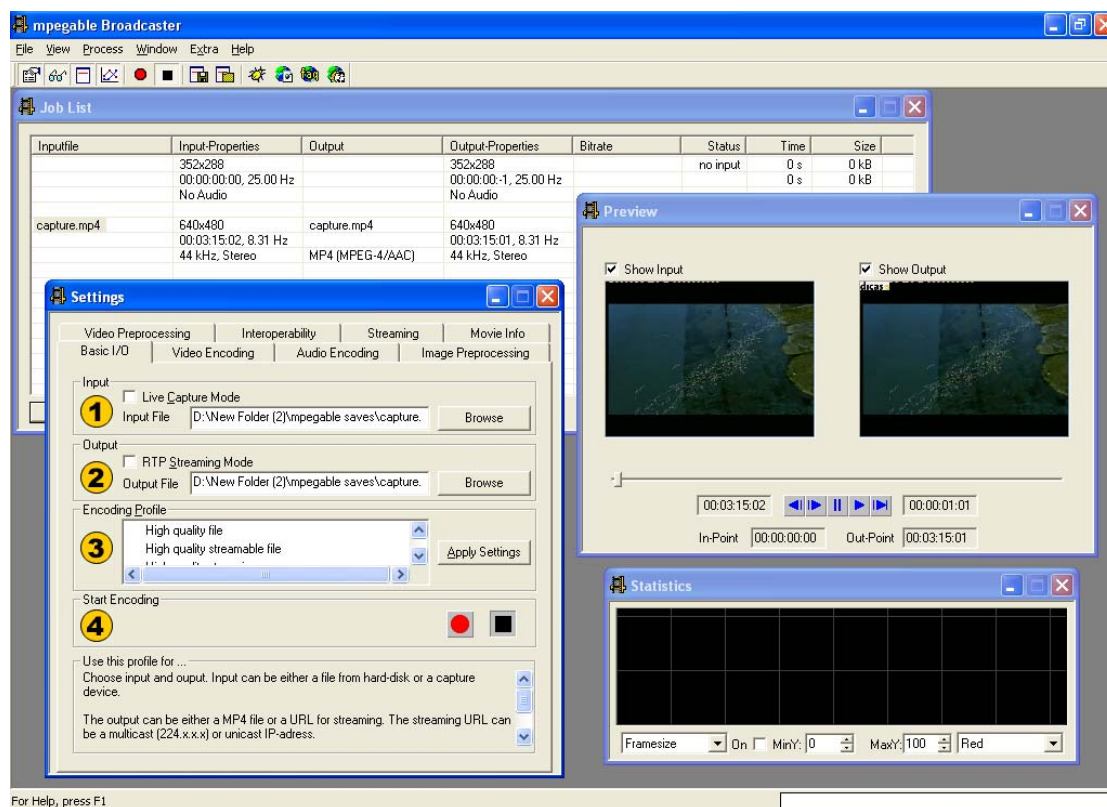 mpegable Broadcaster
File View Process Window Extra Help
Job List
Inputfile Input-Properties Output Output-Properties Bitrate Status Time Size
352x288 352x288 no input 0 s 0 kB
00:00:00:00, 25.00 Hz 00:00:00:-1, 25.00 Hz 0 s 0 kB
No Audio No Audio
capture.mp4 640x480 capture.mp4 640x480
00:03:15:02, 8.31 Hz 00:03:15:01, 8.31 Hz
44 kHz, Stereo MP4 (MPEG-4/AAC) 44 kHz, Stereo
Settings
Video Preprocessing Interoperability Streaming Movie Info
Basic I/O Video Encoding Audio Encoding Image Preprocessing
Input
1
Live Capture Mode
Input File D:\New Folder (2)\mpegable saves\capture. Browse
Output
2
RTP Streaming Mode
Output File D:\New Folder (2)\mpegable saves\capture. Browse
Encoding Profile
3
High quality file
High quality streamable file
Apply Settings
Start Encoding
4
Use this profile for ...
Choose input and ouput. Input can be either a file from hard-disk or a capture
device.
The output can be either a MP4 file or a URL for streaming. The streaming URL can
be a multicast (224.x.x.x) or unicast IP-adress.
Preview
Show Input Show Output
dicas
00:03:15:02 00:00:01:01
In-Point 00:00:00:00 Out-Point 00:03:15:01
Statistics
Framesize On MinY: 0 MaxY: 100 Red
For Help, press F1